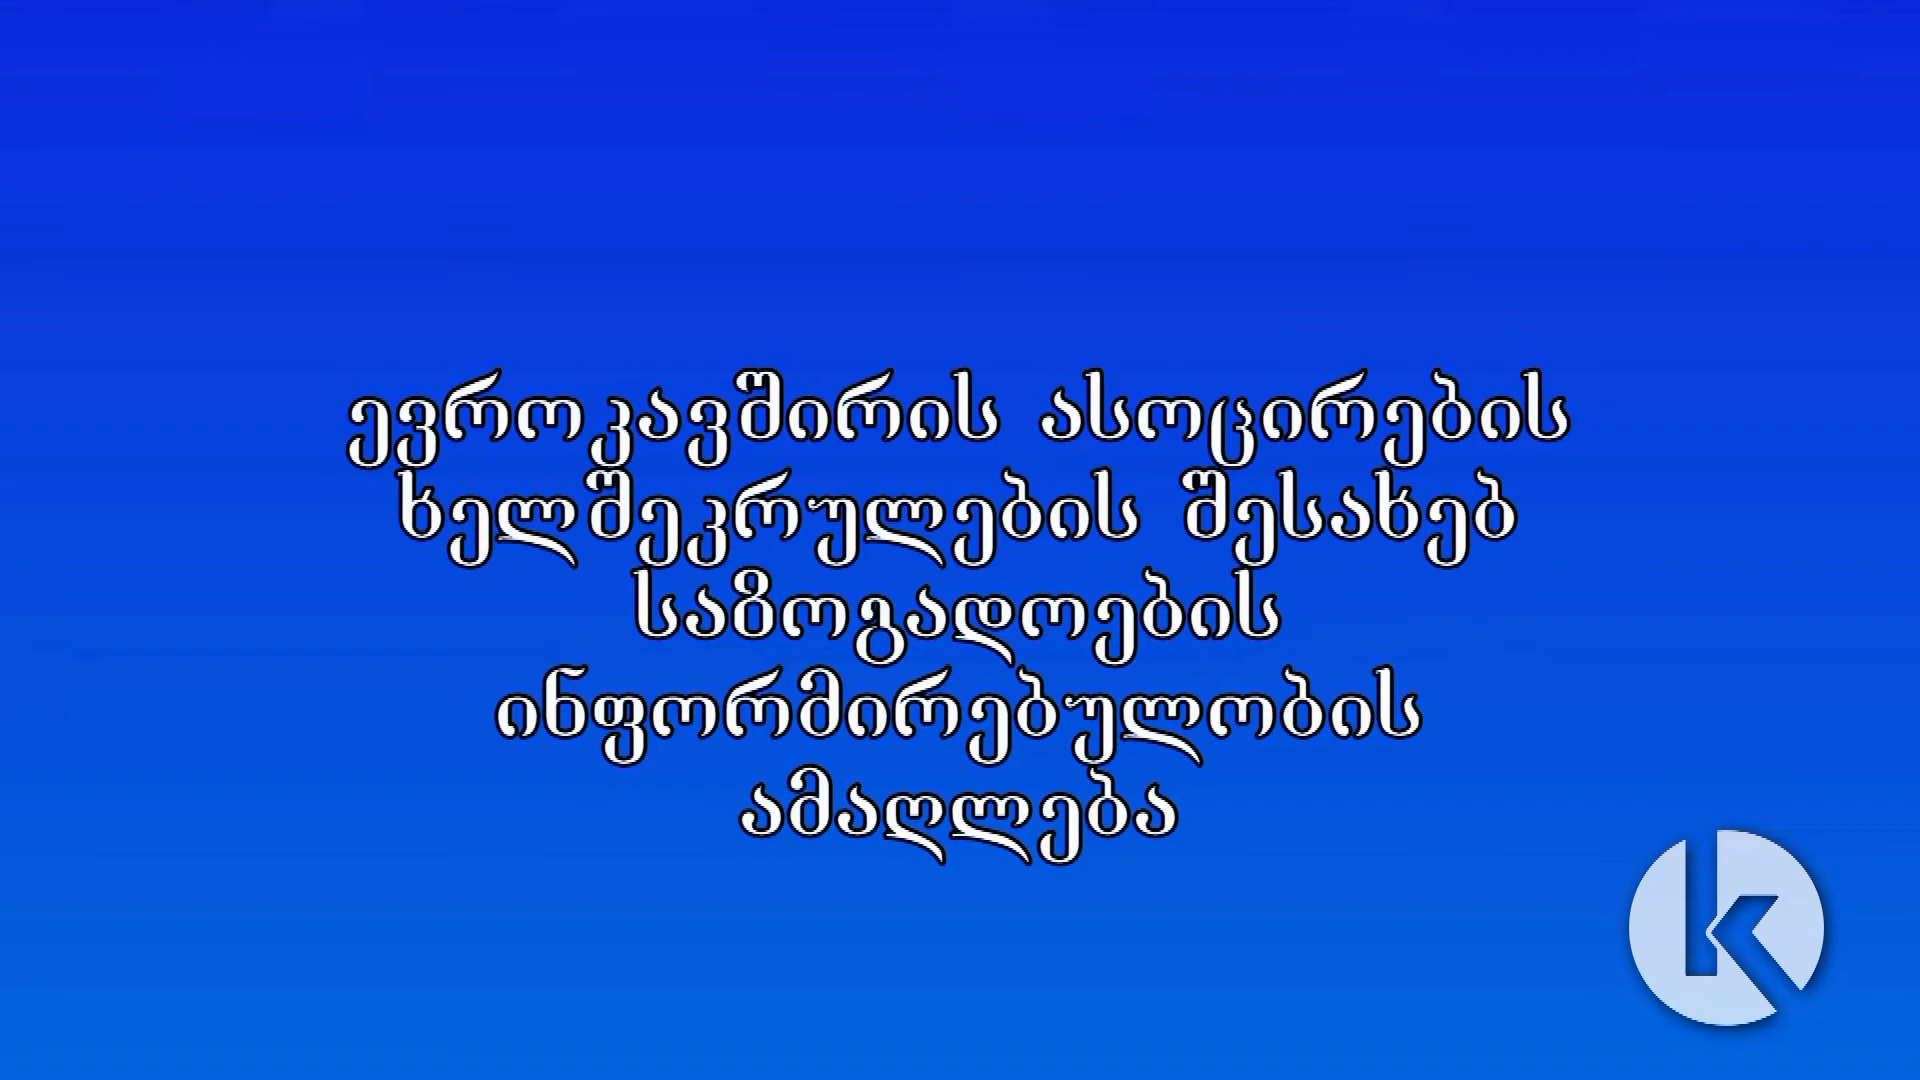 ევროკავშირის ასოცირების
ხელშეკრულების შესახებ
საზოგადოების
ინფორმირებულობის
ამაღლება
K